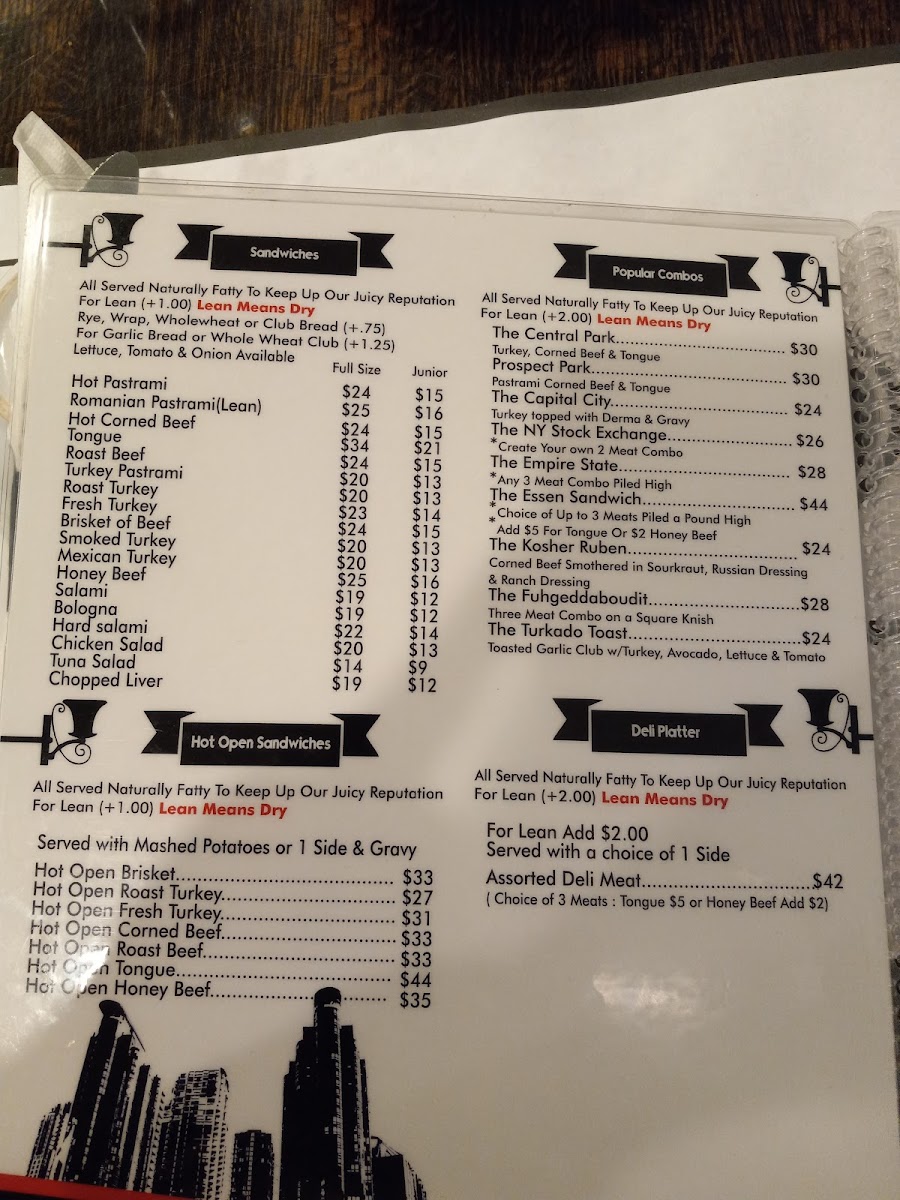 Sandwiches
All Served Naturally Fatty To Keep Up Our Juicy Reputation
For Lean (+1.00) Lean Means Dry
Rye, Wrap, Wholewheat or Club Bread (+.75)
For Garlic Bread or Whole Wheat Club (+1.25)
Lettuce, Tomato & Onion Available
Full Size Junior
Hot Pastrami $24 $15
Romanian Pastrami(Lean) $25 $16
Hot Corned Beef $24 $15
Tongue $34 $21
Roast Beef $24 $15
Turkey Pastrami $20 $13
Roast Turkey $20 $13
Fresh Turkey $23 $14
Brisket of Beef $24 $15
Smoked Turkey $20 $13
Mexican Turkey $20 $13
Honey Beef $25 $16
Salami $19 $12
Bologna $19 $12
Hard salami $22 $14
Chicken Salad $20 $13
Tuna Salad $14 $9
Chopped Liver $19 $12
Hot Open Sandwiches
All Served Naturally Fatty To Keep Up Our Juicy Reputation
For Lean (+1.00) Lean Means Dry
Served with Mashed Potatoes or 1 Side & Gravy
Hot Open Brisket................................ $33
Hot Open Roast Turkey......................... $27
Hot Open Fresh Turkey......................... $31
Hot Open Corned Beef......................... $33
Hot Open Roast Beef........................... $33
Hot Open Tongue............................... $44
Hot Open Honey Beef.......................... $35
Popular Combos
All Served Naturally Fatty To Keep Up Our Juicy Reputation
For Lean (+2.00) Lean Means Dry
The Central Park............................. $30
Turkey, Corned Beef & Tongue
Prospect Park................................. $30
Pastrami Corned Beef & Tongue
The Capital City.............................. $24
Turkey topped with Derma & Gravy
The NY Stock Exchange.................... $26
*Create Your own 2 Meat Combo
The Empire State............................ $28
*Any 3 Meat Combo Piled High
The Essen Sandwich........................ $44
*Choice of Up to 3 Meats Piled a Pound High
*Add $5 For Tongue Or $2 Honey Beef
The Kosher Ruben........................... $24
Corned Beef Smothered in Sourkraut, Russian Dressing
& Ranch Dressing
The Fuhgeddaboudit........................$28
Three Meat Combo on a Square Knish
The Turkado Toast...........................$24
Toasted Garlic Club w/Turkey, Avocado, Lettuce & Tomato
Deli Platter
All Served Naturally Fatty To Keep Up Our Juicy Reputation
For Lean (+2.00) Lean Means Dry
For Lean Add $2.00
Served with a choice of 1 Side
Assorted Deli Meat..........................$42
( Choice of 3 Meats : Tongue $5 or Honey Beef Add $2)